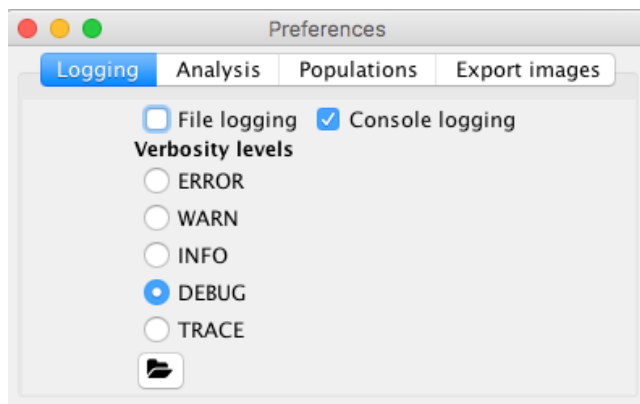 Preferences
Logging Analysis Populations Export images
File logging Console logging
Verbosity levels
ERROR
WARN
INFO
DEBUG
TRACE